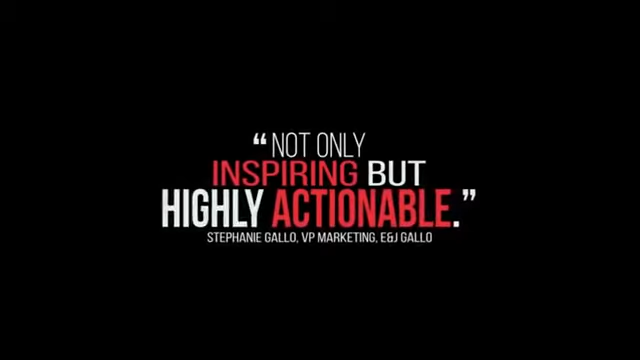 “NOT ONLY
INSPIRING BUT
HIGHLY ACTIONABLE.”
STEPHANIE GALLO, VP MARKETING, E&J GALLO